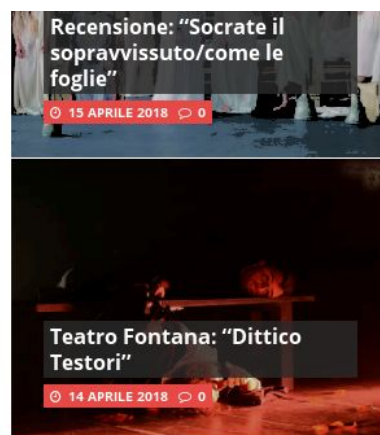 Recensione: “Socrate il
sopravvissuto/come le
foglie”
15 APRILE 2018 0
Teatro Fontana: “Dittico
Testori”
14 APRILE 2018 0